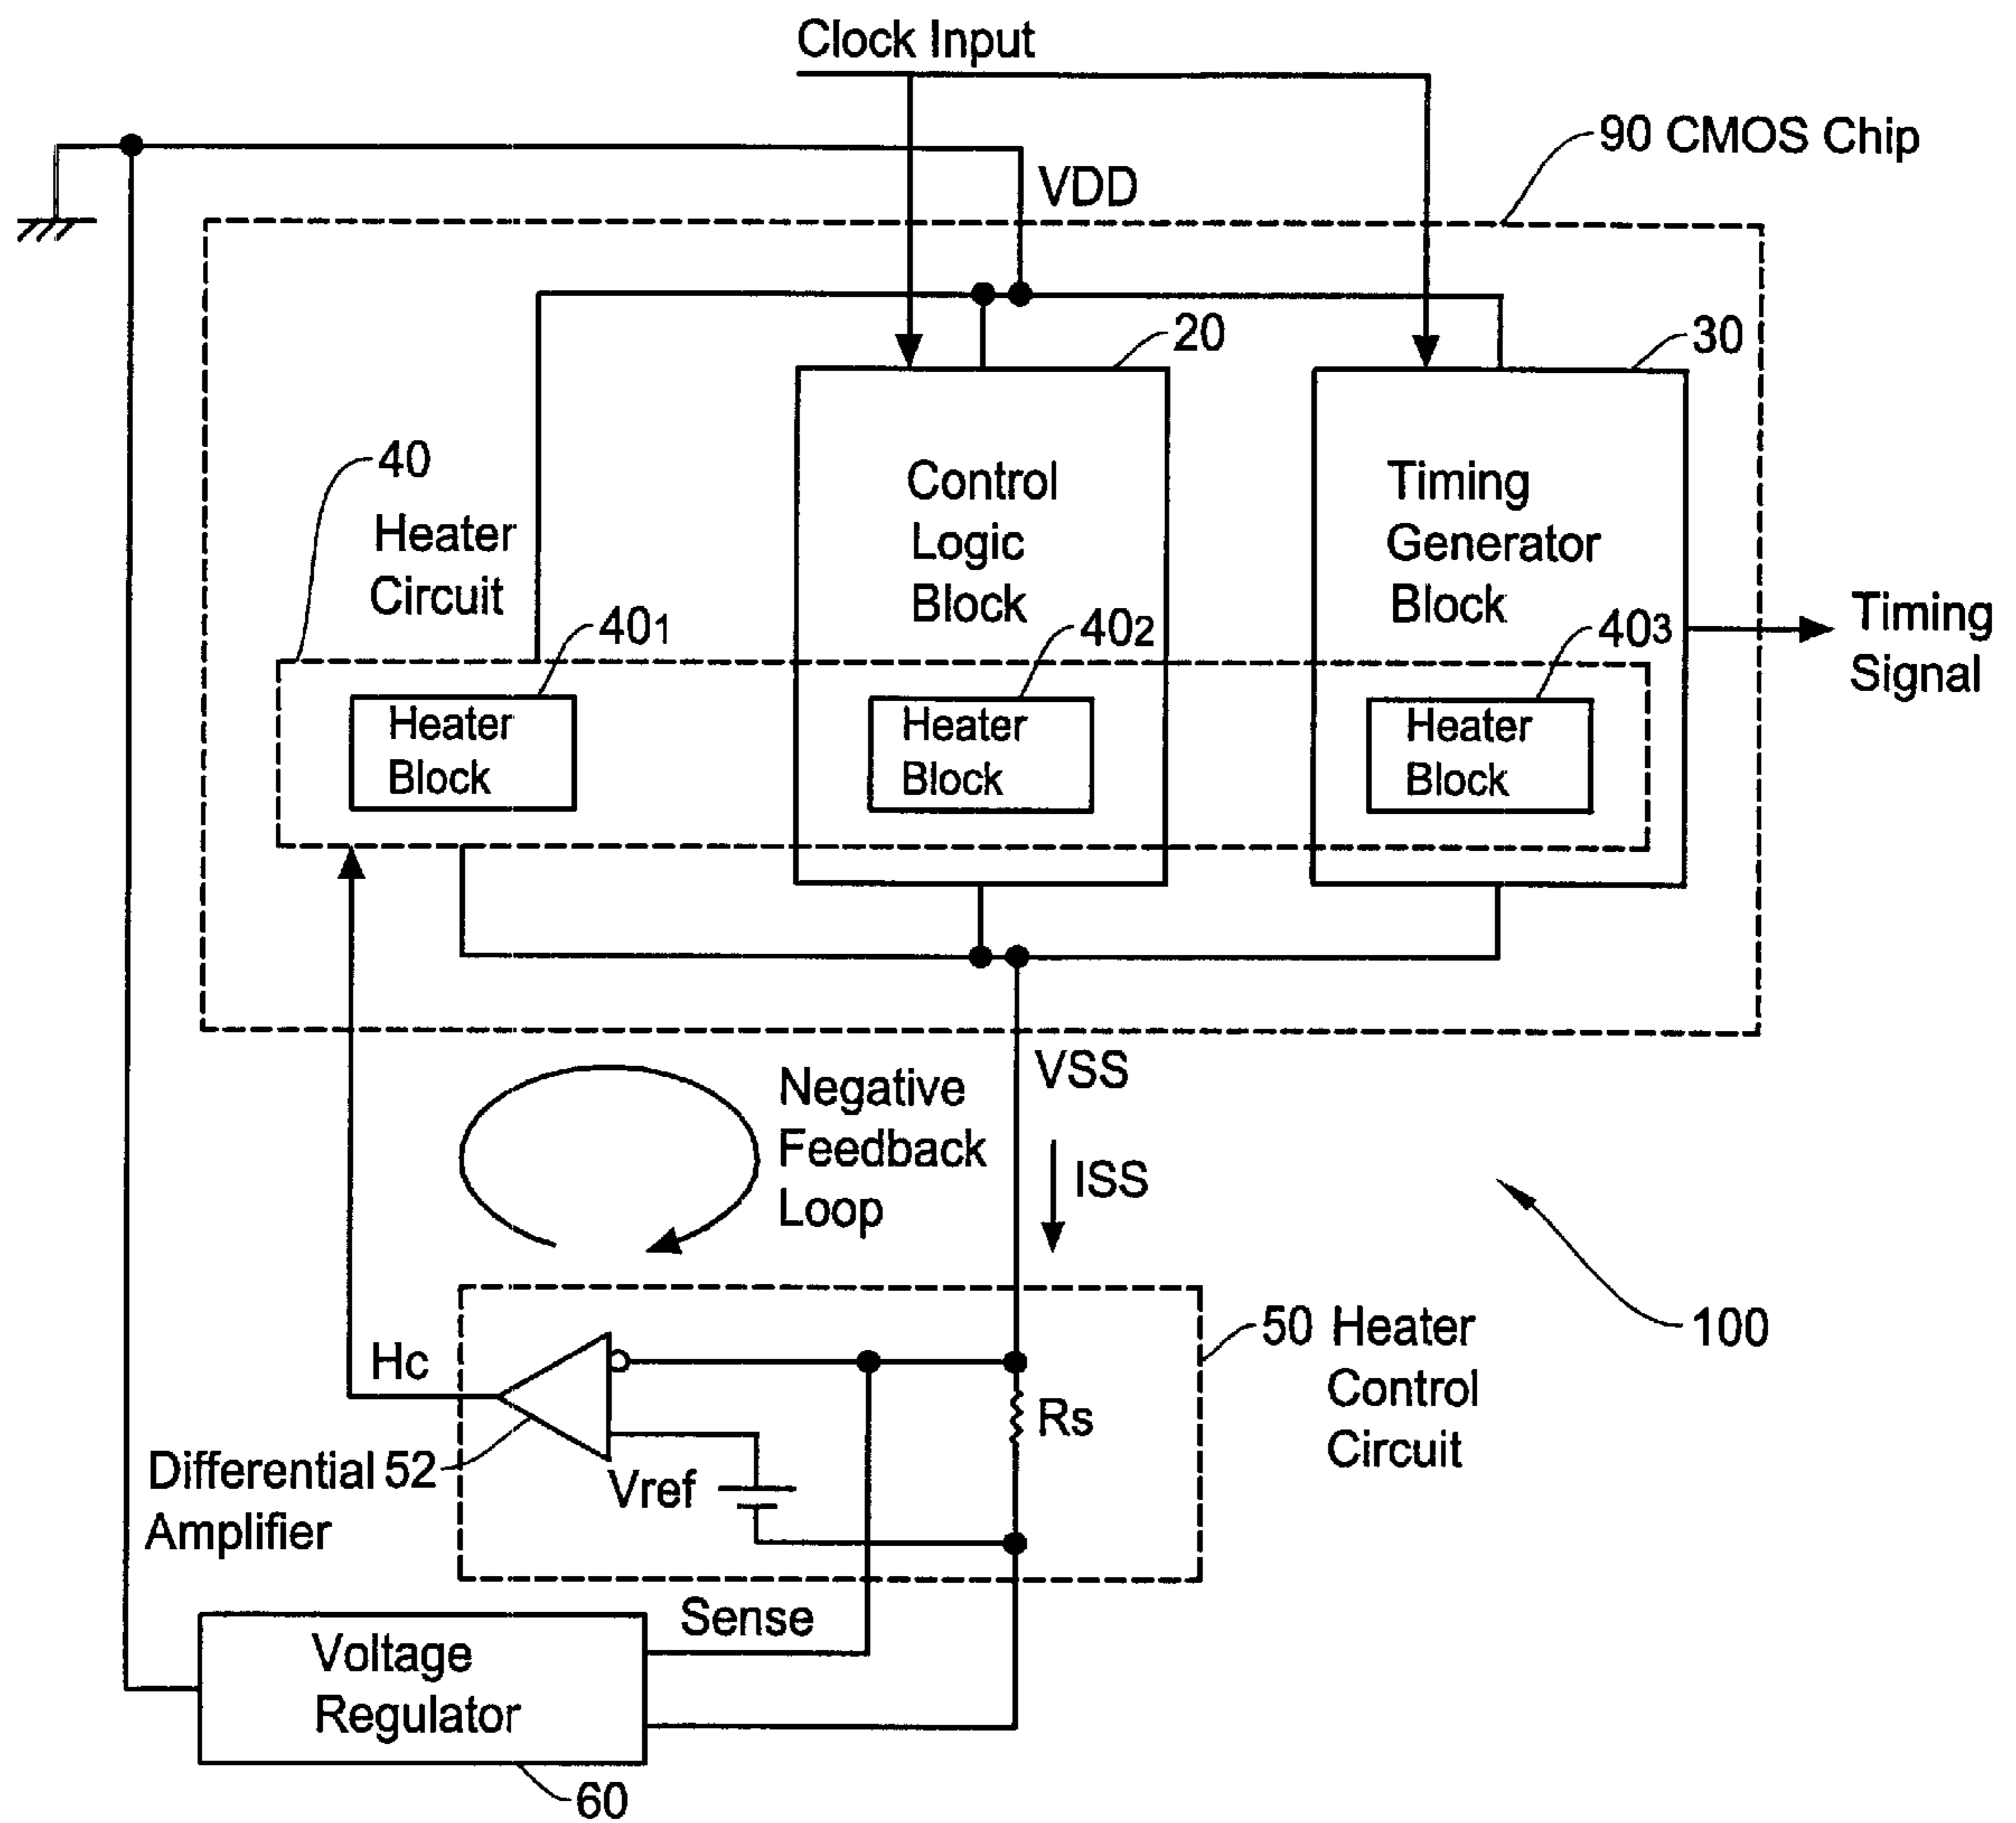 Clock Input
90 CMOS Chip
VDD
20
30
40
Heater
Circuit
Control
Logic
Block
Timing
Generator
Block
401
402
403
Timing
Signal
Heater
Block
Heater
Block
Heater
Block
VSS
Negative
Feedback
Loop
ISS
100
50 Heater
Control
Circuit
Hc
Rs
Differential 52
Amplifier
Vref
Sense
Voltage
Regulator
60